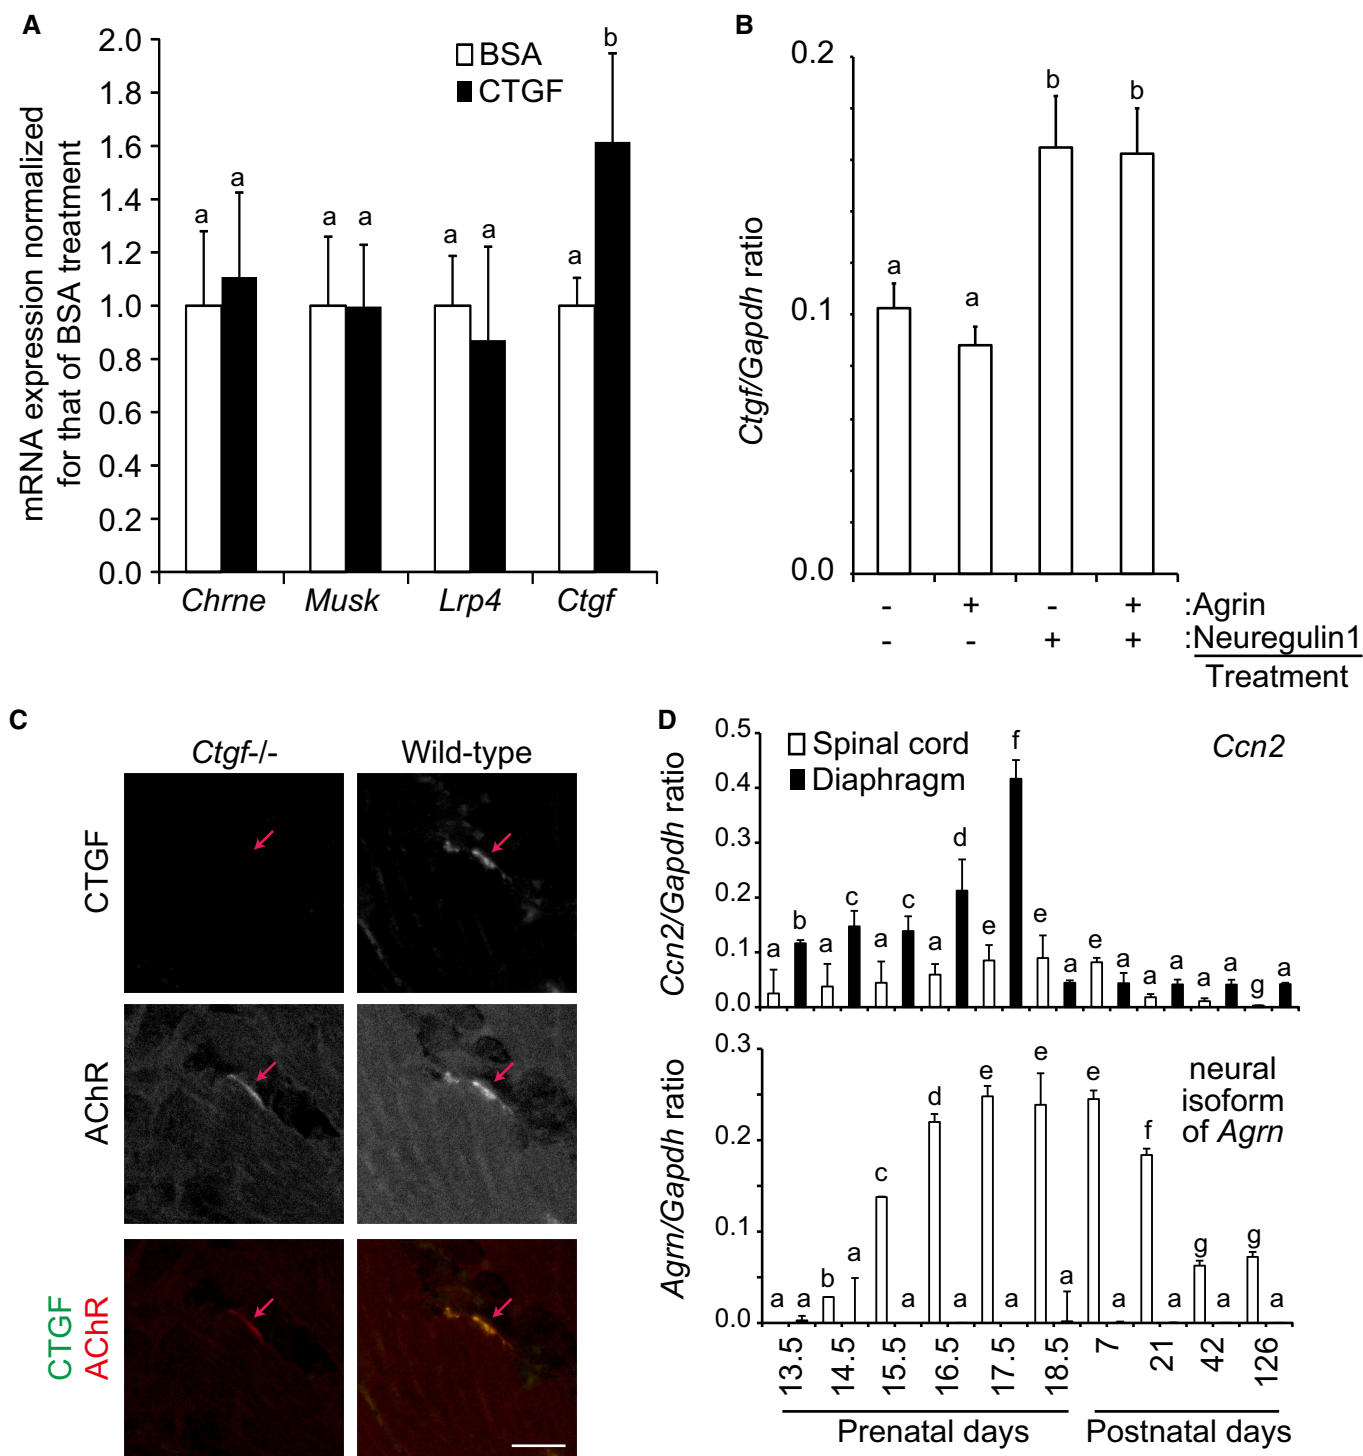 A
mRNA expression normalized
for that of BSA treatment
2.0
1.8
1.6
1.4
1.2
1.0
0.8
0.6
0.4
0.2
0.0
BSA
CTGF
a a a a a a a b
Chrne Musk Lrp4 Ctgf
B
Ctgf/Gapdh ratio
0.2
0.1
0.0
a a b b
- + - + :Agrin
- - + + :Neuregulin1
Treatment
C
Ctgf-/- Wild-type
CTGF
AChR
CTGF
AChR
D
Ccn2/Gapdh ratio
0.5
0.4
0.3
0.2
0.1
0.0
Spinal cord
Diaphragm
Ccn2
a b a c a c a d e f e a e a a a a a g a
Agrn/Gapdh ratio
0.3
0.2
0.1
0.0
neural
isoform
of Agrn
a a b a c a d a e a e a e a f a g a g a
13.5 14.5 15.5 16.5 17.5 18.5 7 21 42 126
Prenatal days Postnatal days